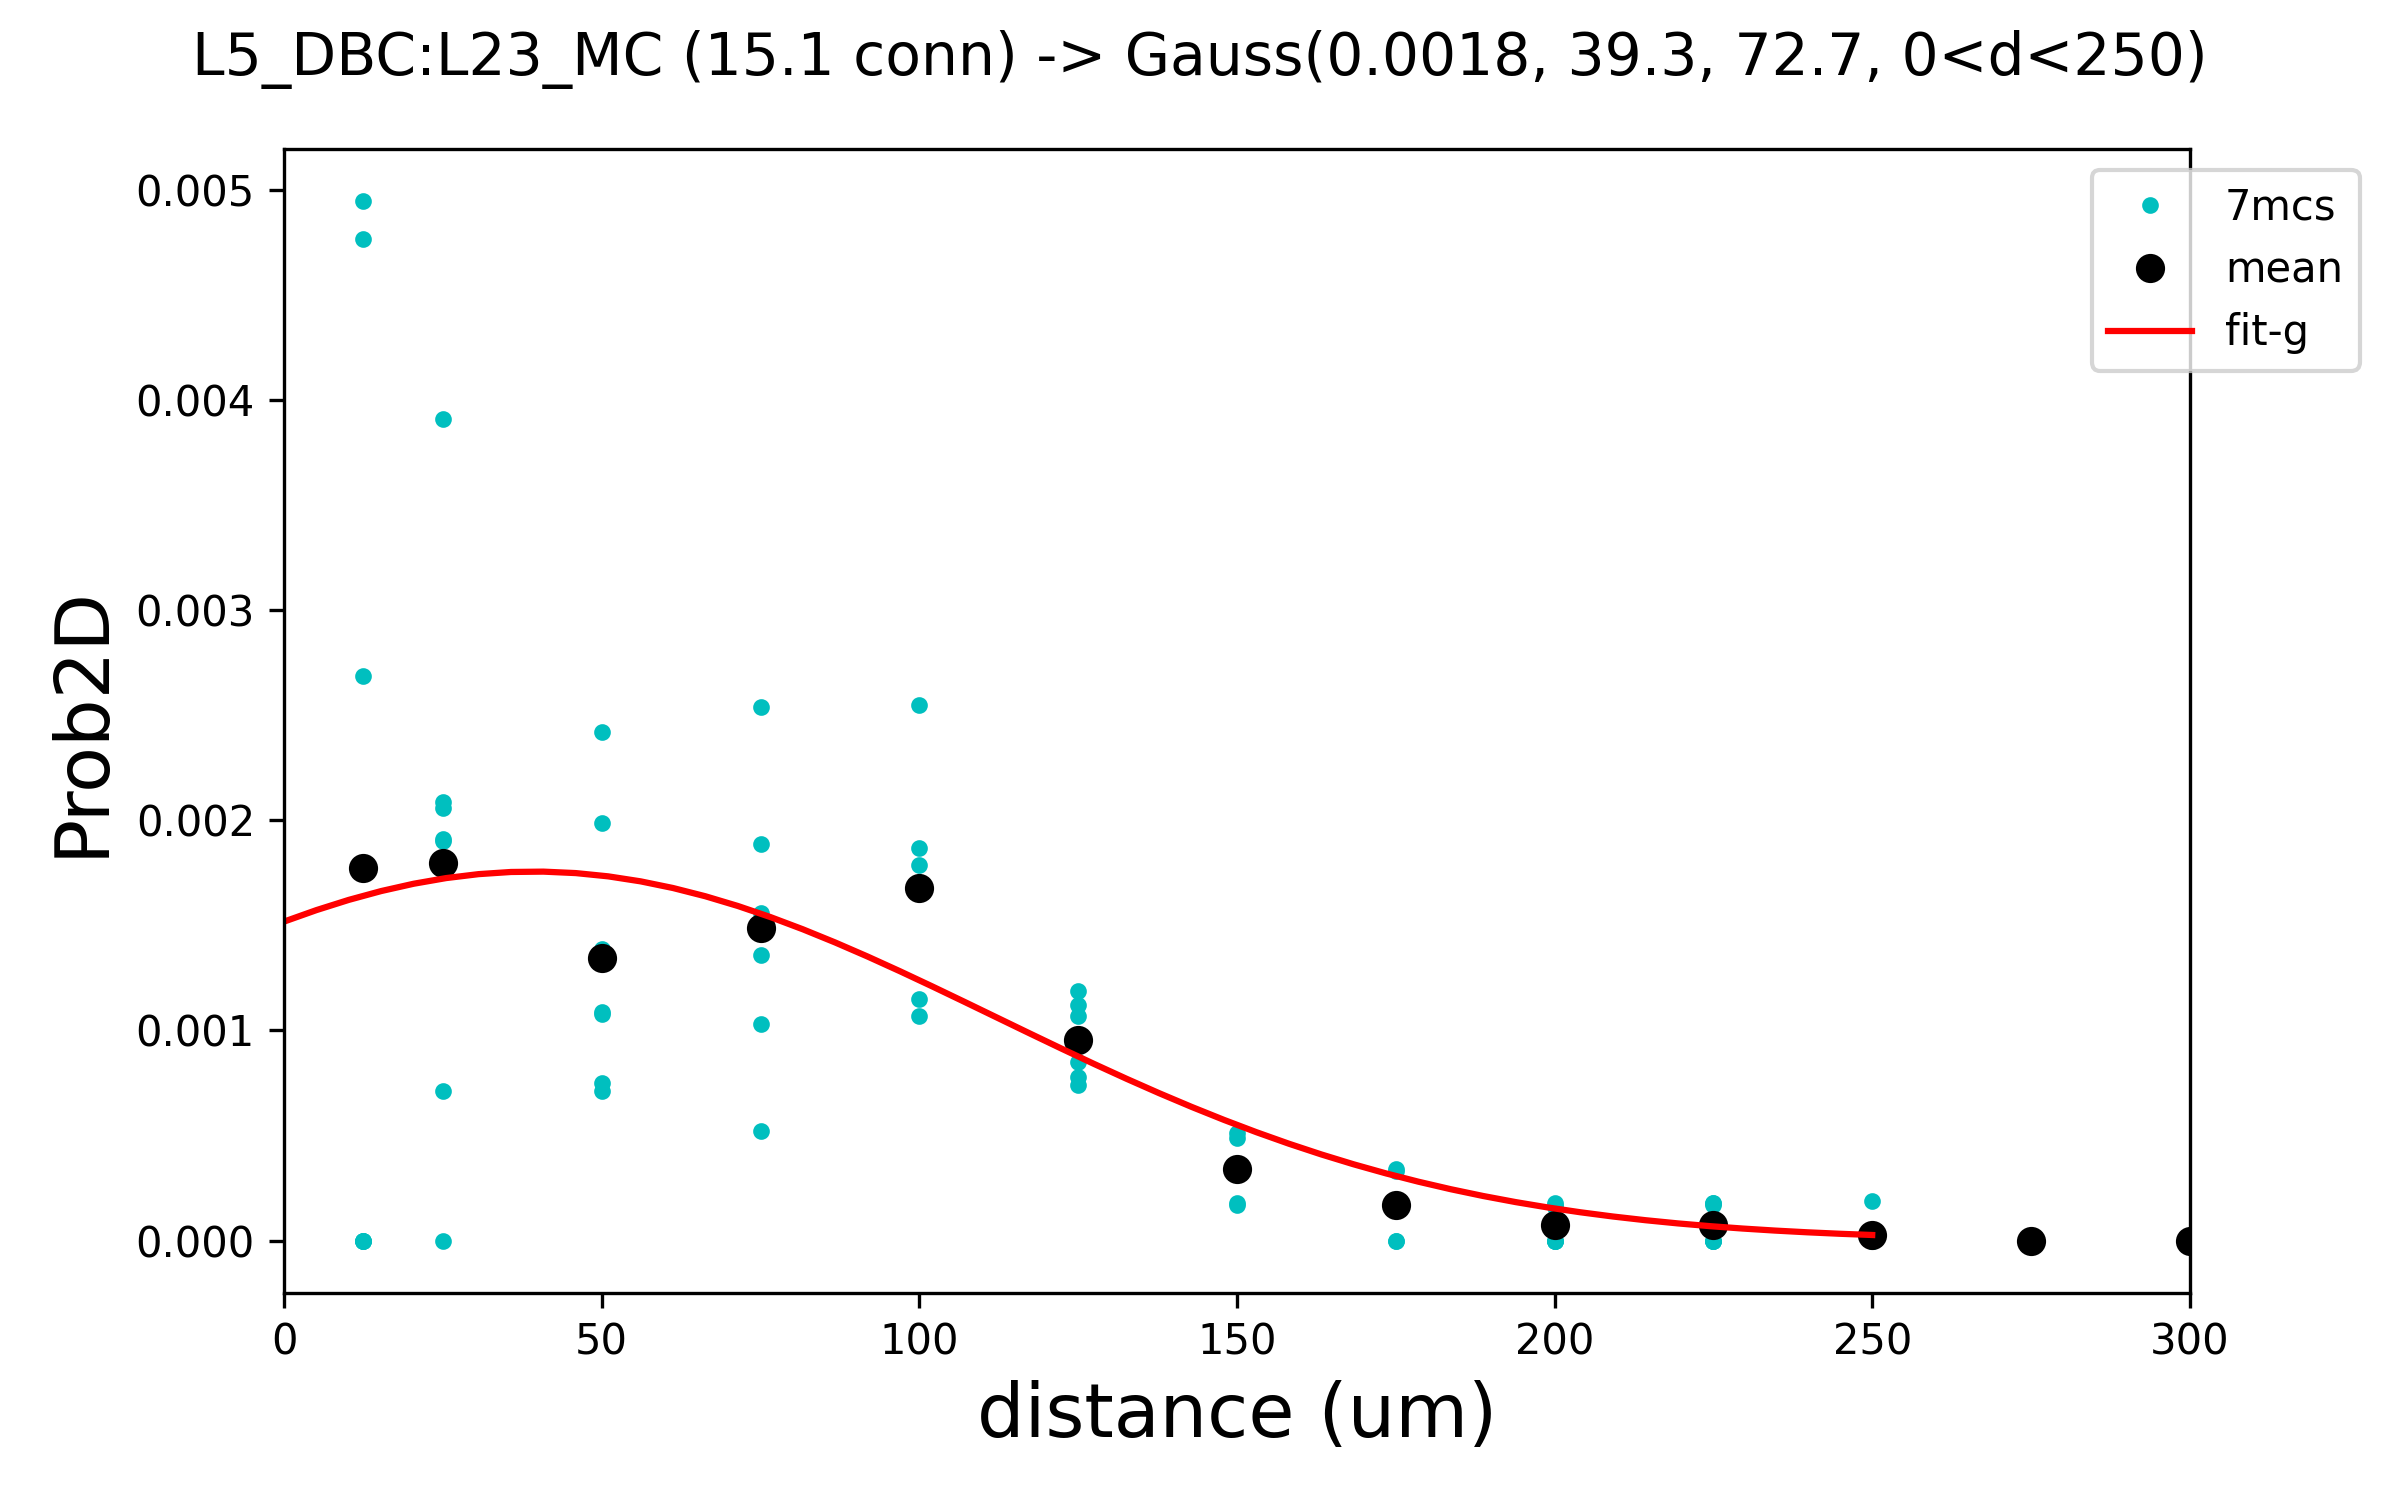 L5_DBC:L23_MC (15.1 conn) -> Gauss(0.0018, 39.3, 72.7, 0<d<250)
7mcs
mean
fit-g
Prob2D
0.005
0.004
0.003
0.002
0.001
0.000
0 50 100 150 200 250 300
distance (um)